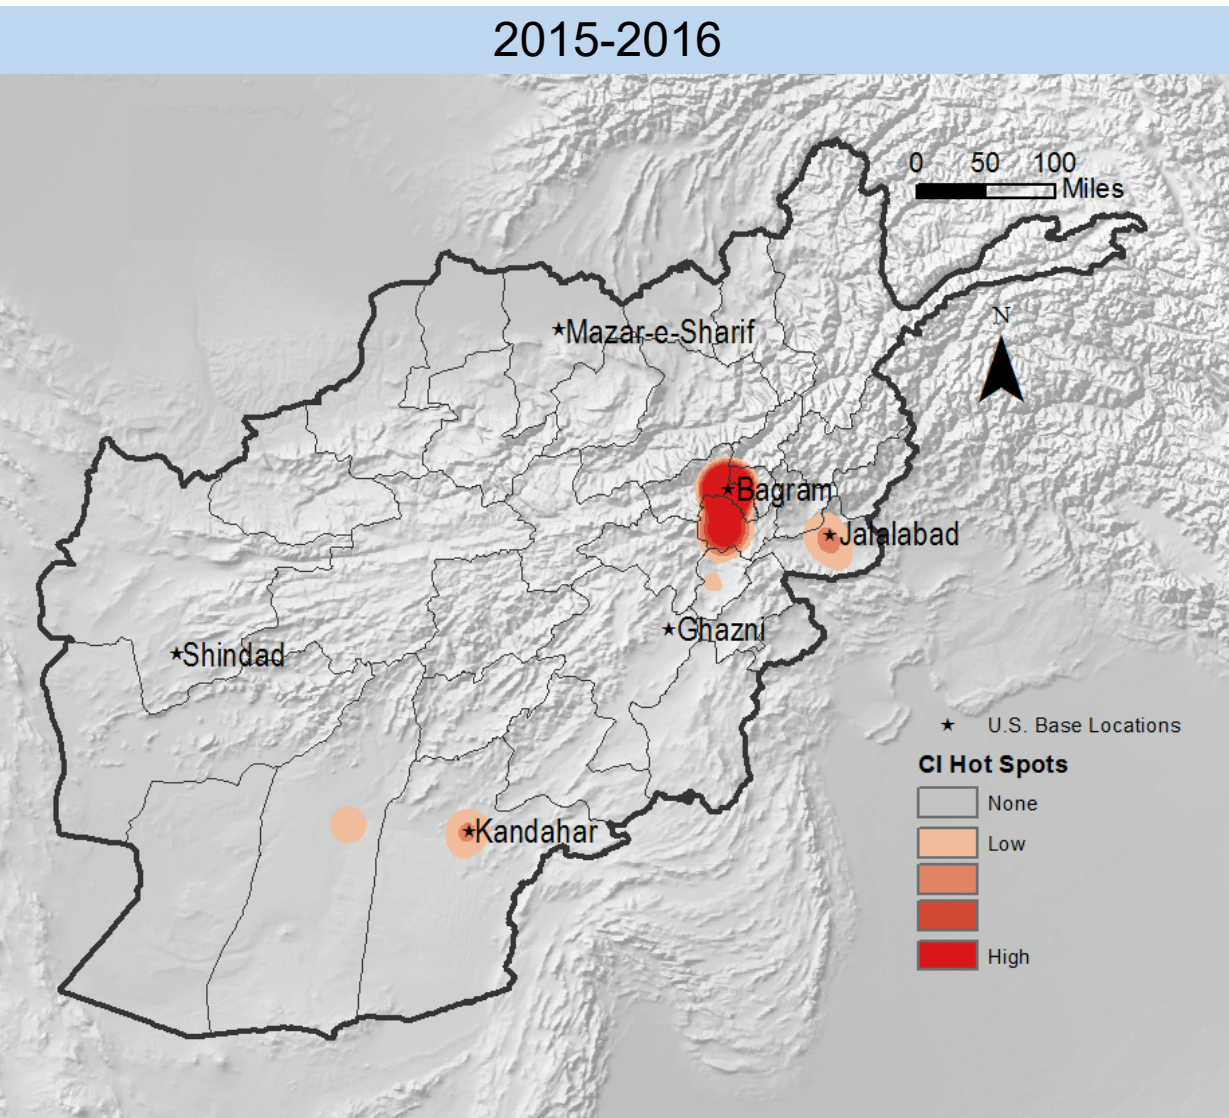 2015-2016
0 50 100
Miles
N
Mazar-e-Sharif
Bagram
Jalalabad
Ghazni
Shindad
Kandahar
U.S. Base Locations
CI Hot Spots
None
Low
High